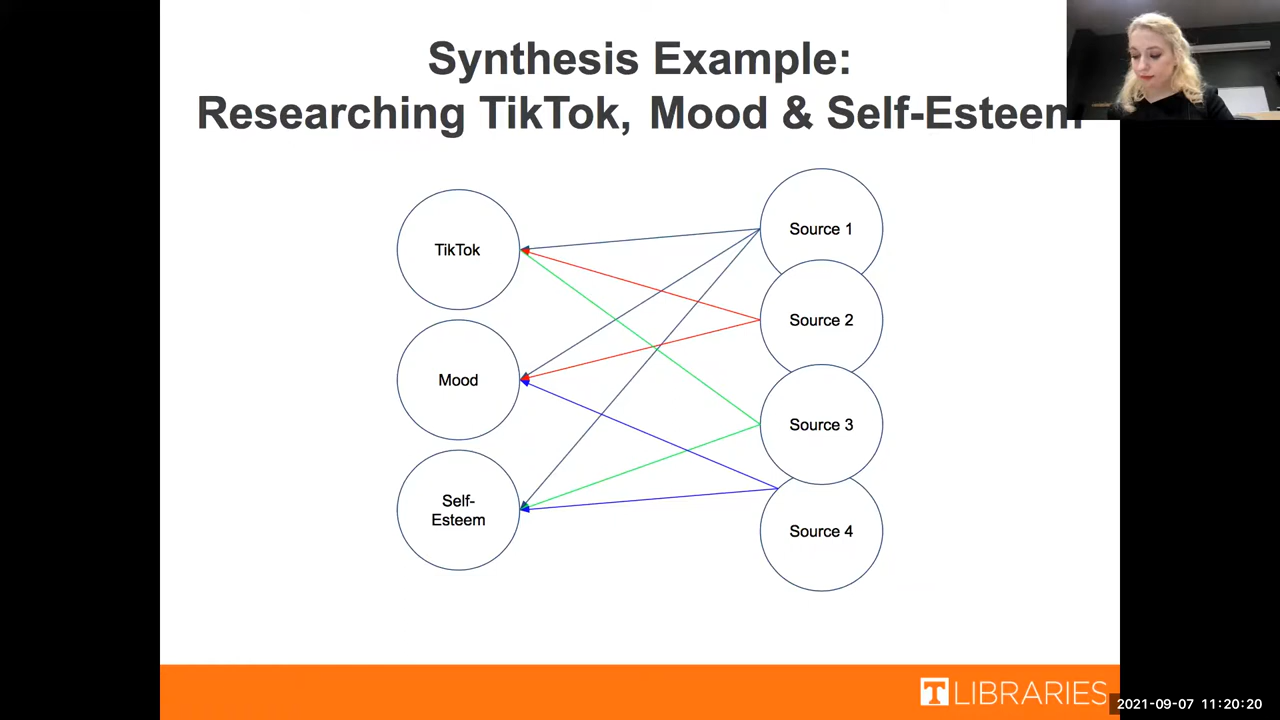 Synthesis Example:
Researching TikTok, Mood & Self-Esteem
TikTok
Mood
Self-
Esteem
Source 1
Source 2
Source 3
Source 4
T LIBRARIES
2021-09-07 11:20:20